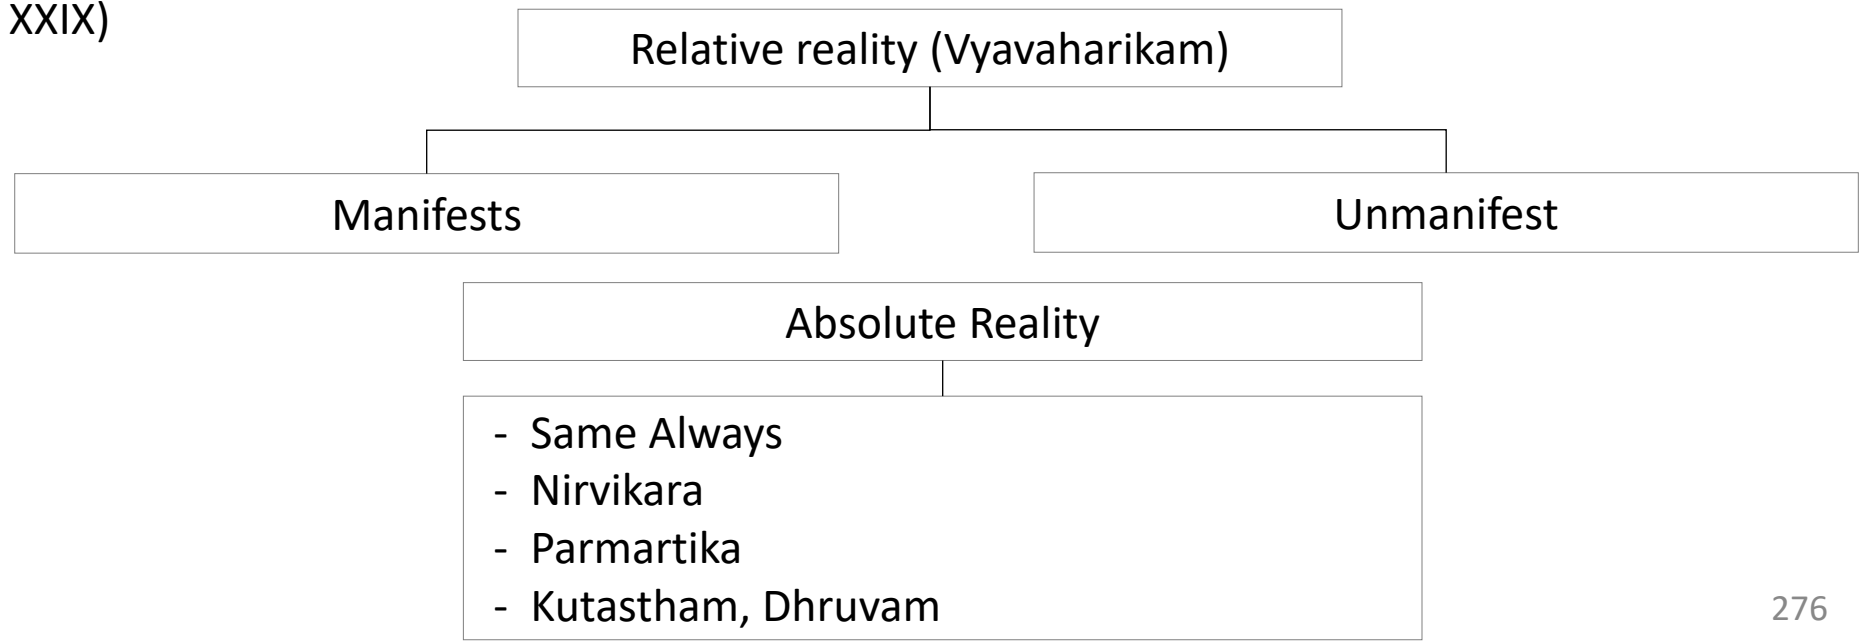 XXIX)
Relative reality (Vyavaharikam)
Manifests
Unmanifest
Absolute Reality
- Same Always
- Nirvikara
- Parmartika
- Kutastham, Dhruvam
276